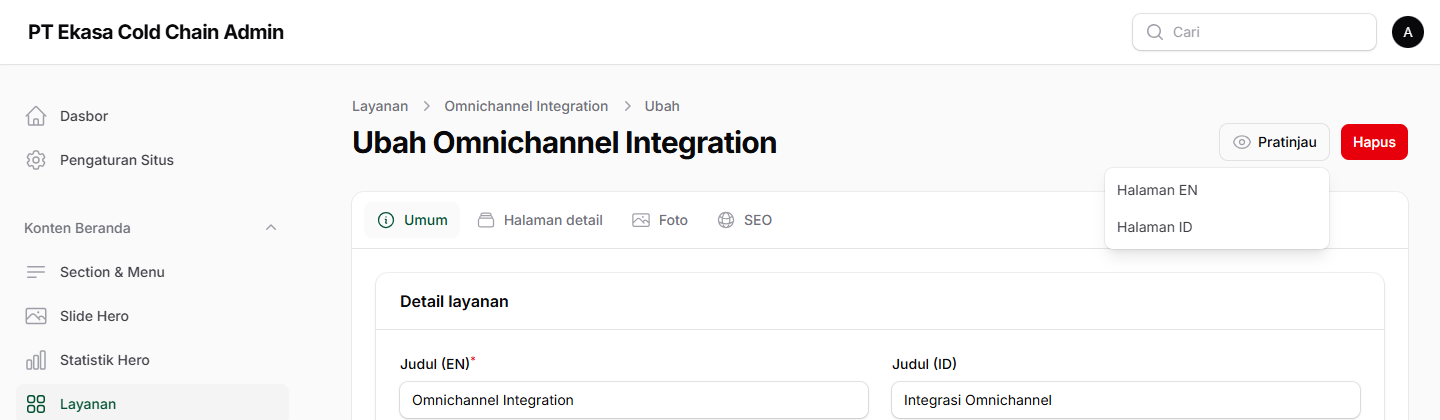 PT Ekasa Cold Chain Admin
Cari
A
Dasbor
Pengaturan Situs
Konten Beranda
Section & Menu
Slide Hero
Statistik Hero
Layanan
Layanan > Omnichannel Integration > Ubah
Ubah Omnichannel Integration
Pratinjau
Hapus
Halaman EN
Halaman ID
Umum
Halaman detail
Foto
SEO
Detail layanan
Judul (EN)*
Judul (ID)
Omnichannel Integration
Integrasi Omnichannel